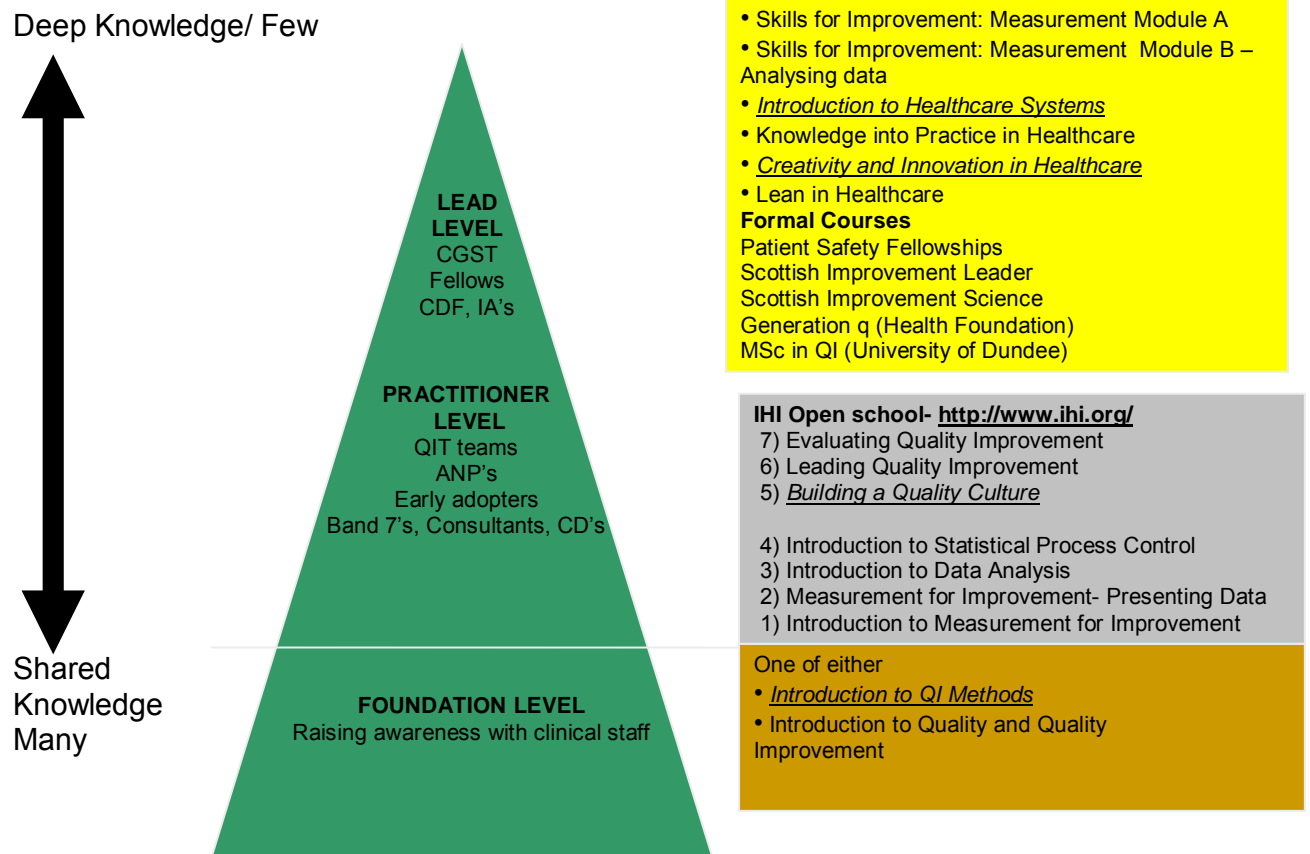 Deep Knowledge/ Few
Shared
Knowledge
Many
LEAD
LEVEL
CGST
Fellows
CDF, IA's
PRACTITIONER
LEVEL
QIT teams
ANP's
Early adopters
Band 7's, Consultants, CD's
FOUNDATION LEVEL
Raising awareness with clinical staff
• Skills for Improvement: Measurement Module A
• Skills for Improvement: Measurement Module B –
Analysing data
• Introduction to Healthcare Systems
• Knowledge into Practice in Healthcare
• Creativity and Innovation in Healthcare
• Lean in Healthcare
Formal Courses
Patient Safety Fellowships
Scottish Improvement Leader
Scottish Improvement Science
Generation q (Health Foundation)
MSc in QI (University of Dundee)
IHI Open school- http://www.ihi.org/
7) Evaluating Quality Improvement
6) Leading Quality Improvement
5) Building a Quality Culture
4) Introduction to Statistical Process Control
3) Introduction to Data Analysis
2) Measurement for Improvement- Presenting Data
1) Introduction to Measurement for Improvement
One of either
• Introduction to QI Methods
• Introduction to Quality and Quality
Improvement